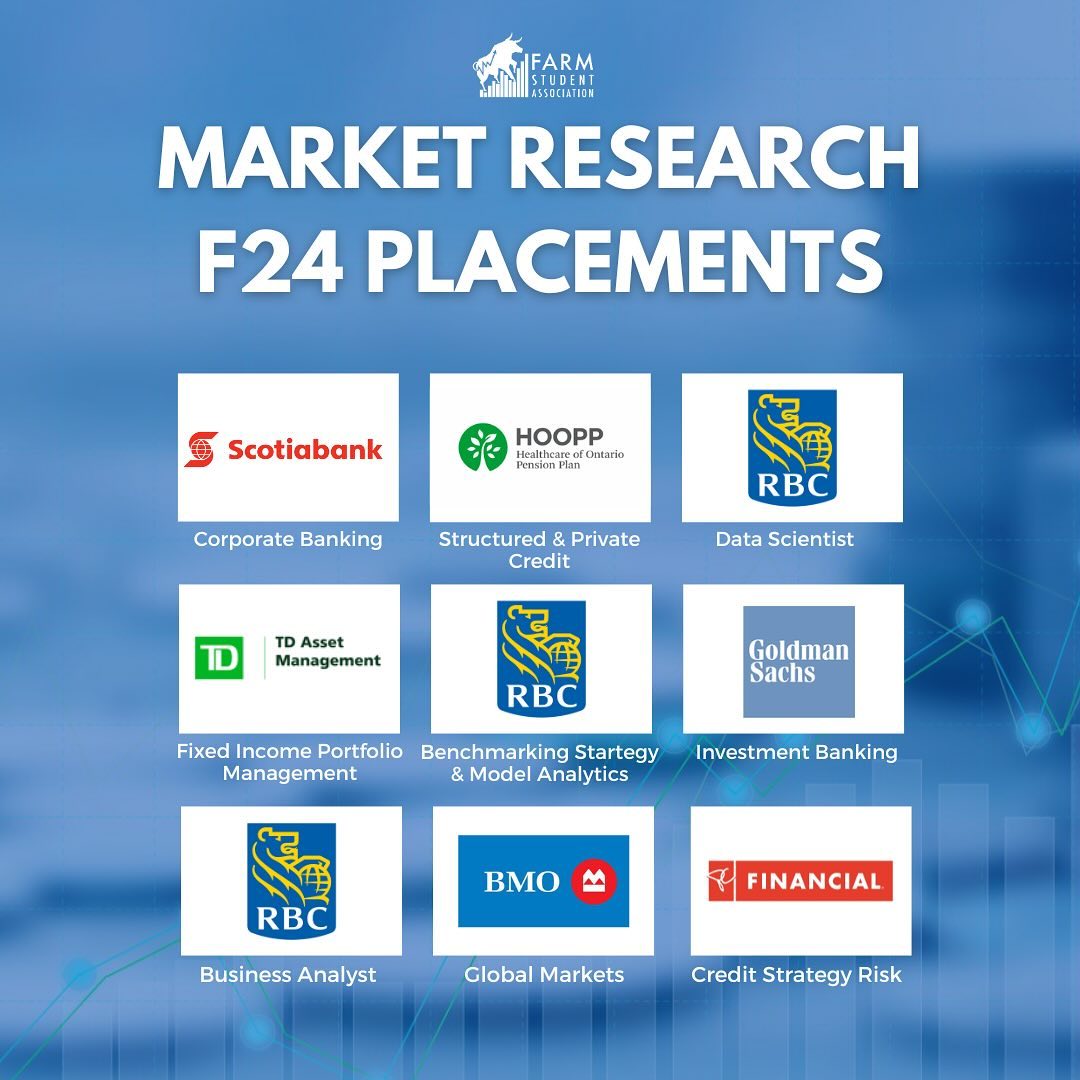 FARM
STUDENT
ASSOCIATION
MARKET RESEARCH
F24 PLACEMENTS
Scotiabank
Corporate Banking
HOOPP
Healthcare of Ontario
Pension Plan
Structured & Private
Credit
RBC
Data Scientist
TD
TD Asset
Management
Fixed Income Portfolio
Management
RBC
Benchmarking Startegy
& Model Analytics
Goldman
Sachs
Investment Banking
RBC
Business Analyst
BMO
Global Markets
PC
FINANCIAL
Credit Strategy Risk